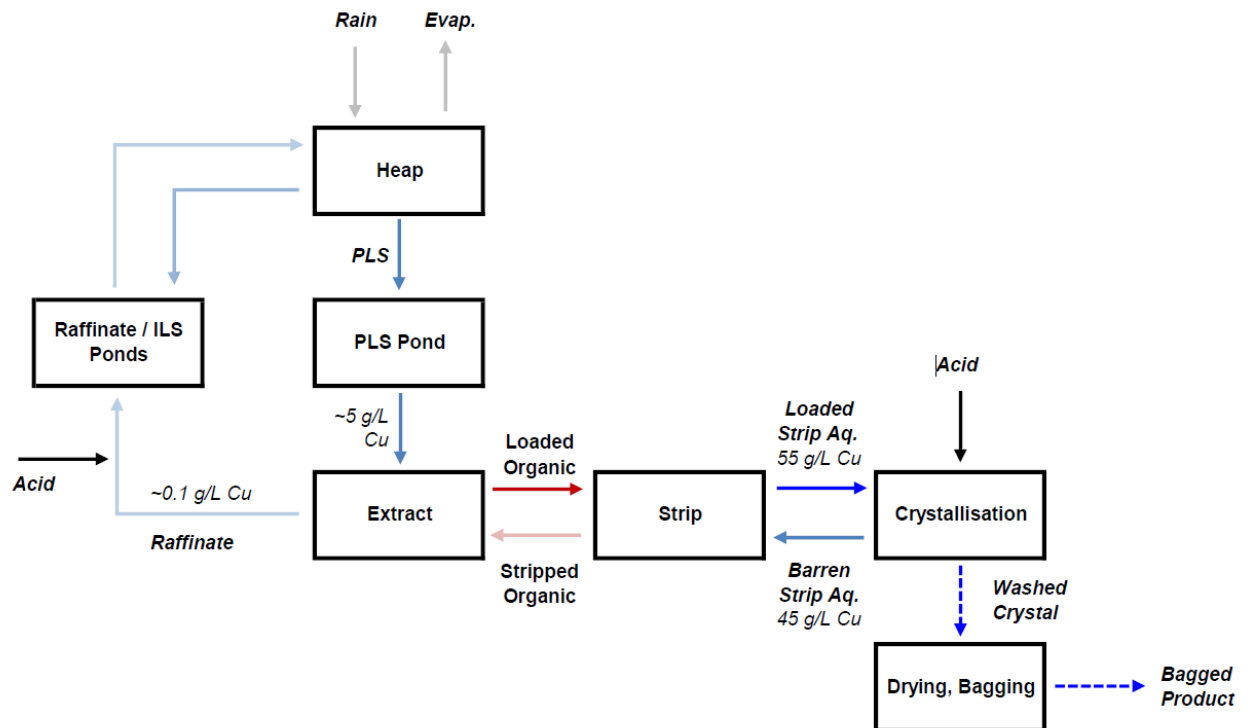 Rain
Evap.
Heap
PLS
Raffinate / ILS
Ponds
PLS Pond
~5 g/L
Cu
Acid
~0.1 g/L Cu
Raffinate
Extract
Loaded
Organic
Stripped
Organic
Strip
Loaded
Strip Aq.
55 g/L Cu
Barren
Strip Aq.
45 g/L Cu
Acid
Crystallisation
Washed
Crystal
Drying, Bagging
Bagged
Product